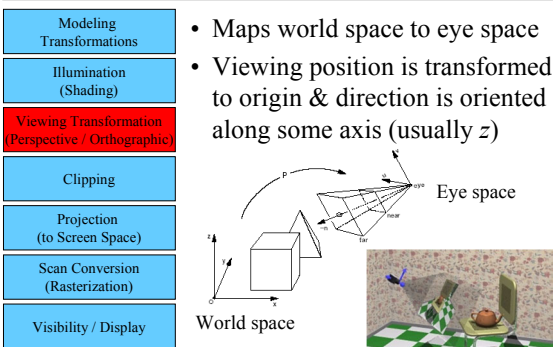 Modeling
Transformations
Illumination
(Shading)
Viewing Transformation
(Perspective / Orthographic)
Clipping
Projection
(to Screen Space)
Scan Conversion
(Rasterization)
Visibility / Display
• Maps world space to eye space
• Viewing position is transformed
to origin & direction is oriented
along some axis (usually z)
P
v
u
eye
Eye space
near
-n
far
z
y
x
World space